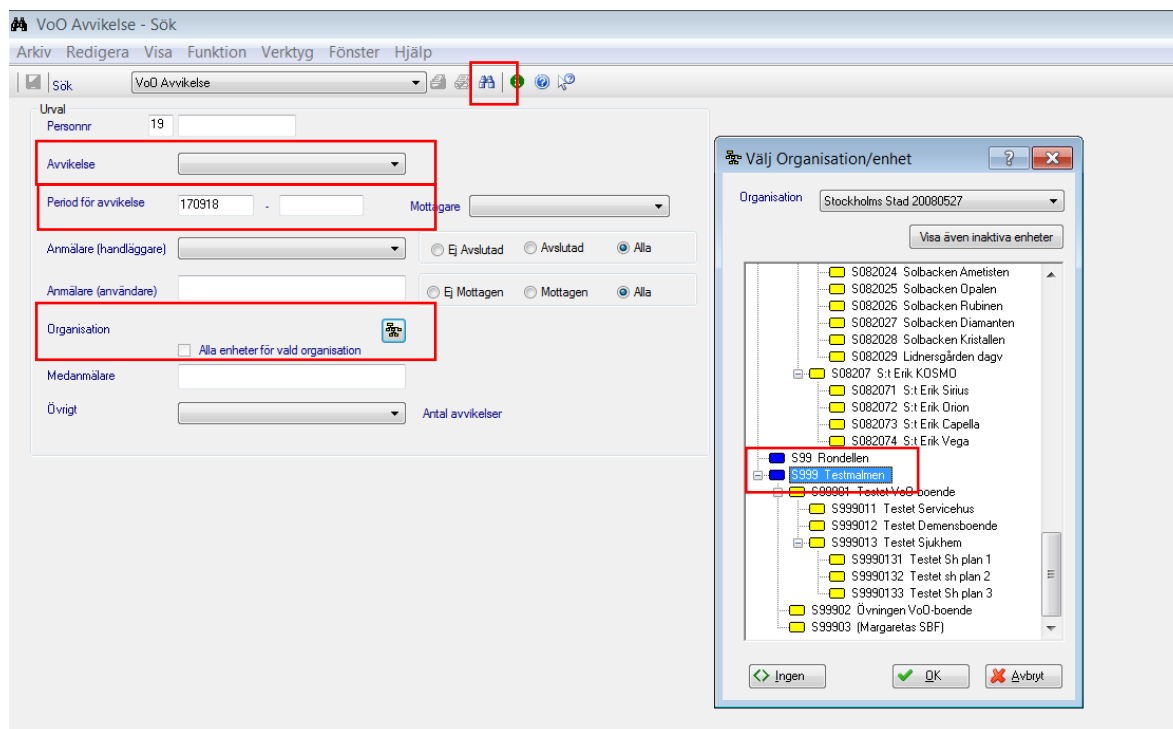 VoO Avvikelse - Sök
Arkiv Redigera Visa Funktion Verktyg Fönster Hjälp
Sök VoO Avvikelse
Urval
Personnr 19
Avvikelse
Period för avvikelse 170918 -
Mottagare
Anmälare (handläggare)
Ej Avslutad Avslutad Alla
Anmälare (användare)
Ej Mottagen Mottagen Alla
Organisation
Alla enheter för vald organisation
Medanmälare
Övrigt
Antal avvikelser
Välj Organisation/enhet
Organisation Stockholms Stad 20080527
Visa även inaktiva enheter
S082024 Solbacken Ametisten
S082025 Solbacken Opalen
S082026 Solbacken Rubinen
S082027 Solbacken Diamanten
S082028 Solbacken Kristallen
S082029 Lidnersgården dagv
S08207 S:t Erik KOSMO
S082071 S:t Erik Sirius
S082072 S:t Erik Orion
S082073 S:t Erik Capella
S082074 S:t Erik Vega
S99 Rondellen
S999 Testmalmen
S99901 Testet VoO-boende
S999011 Testet Servicehus
S999012 Testet Demensboende
S999013 Testet Sjukhem
S9990131 Testet Sh plan 1
S9990132 Testet sh plan 2
S9990133 Testet Sh plan 3
S99902 Övningen VoO-boende
S99903 (Margaretas SBF)
Ingen
OK
Avbryt